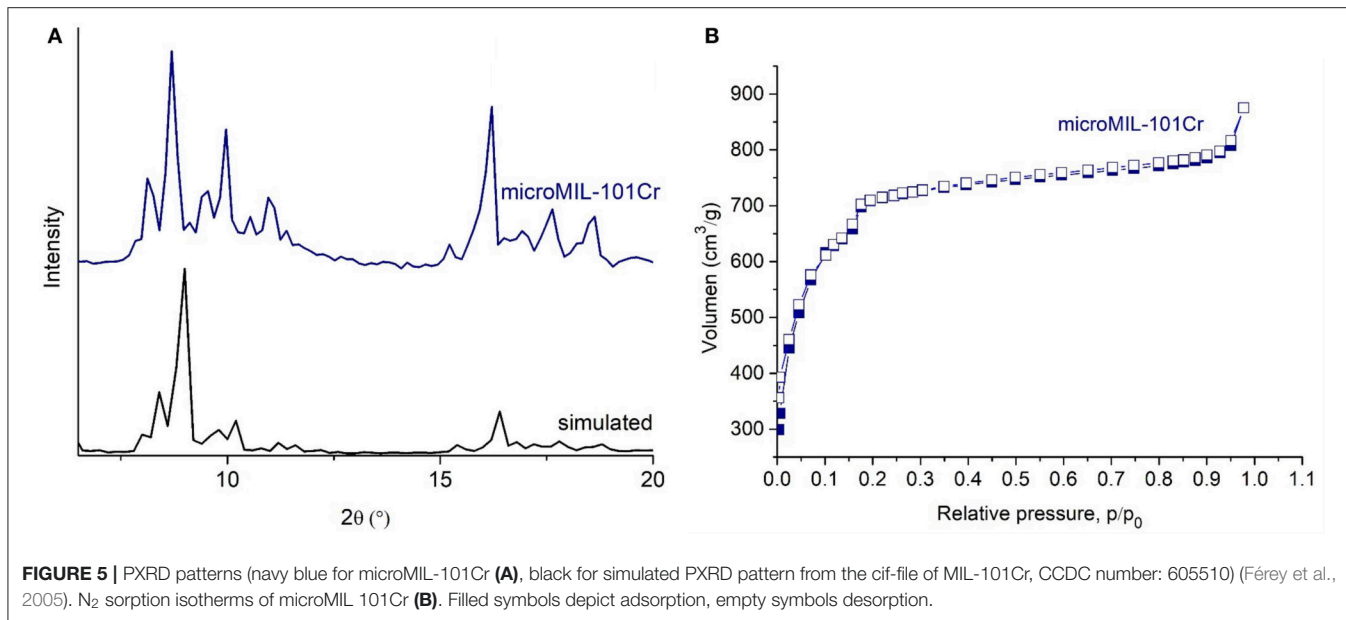 A
Intensity
microMIL-101Cr
simulated
10
15
20
2θ (°)
B
Volumen (cm³/g)
900
800
700
600
500
400
300
microMIL-101Cr
0.0 0.1 0.2 0.3 0.4 0.5 0.6 0.7 0.8 0.9 1.0 1.1
Relative pressure, p/p₀
FIGURE 5 | PXRD patterns (navy blue for microMIL-101Cr (A), black for simulated PXRD pattern from the cif-file of MIL-101Cr, CCDC number: 605510) (Férey et al.,
2005). N₂ sorption isotherms of microMIL 101Cr (B). Filled symbols depict adsorption, empty symbols desorption.